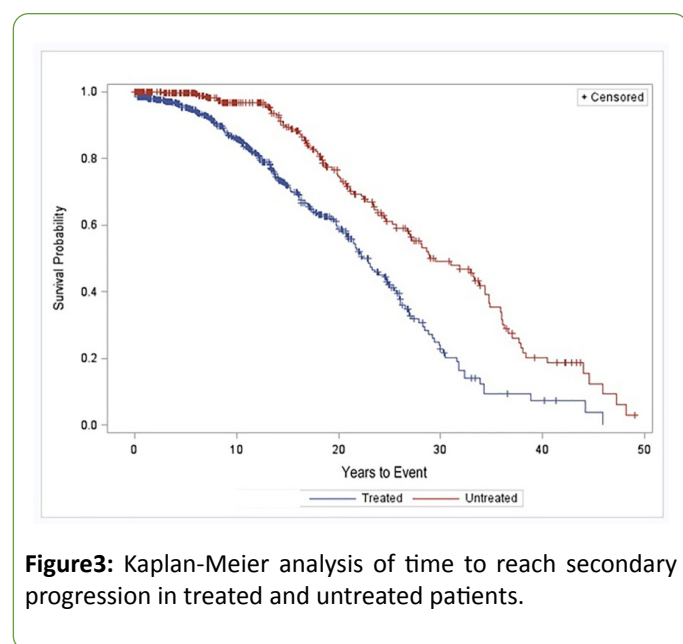 + Censored
1.0
0.8
0.6
0.4
0.2
0.0
Survival Probability
0 10 20 30 40 50
Years to Event
Treated Untreated
Figure3: Kaplan-Meier analysis of time to reach secondary
progression in treated and untreated patients.